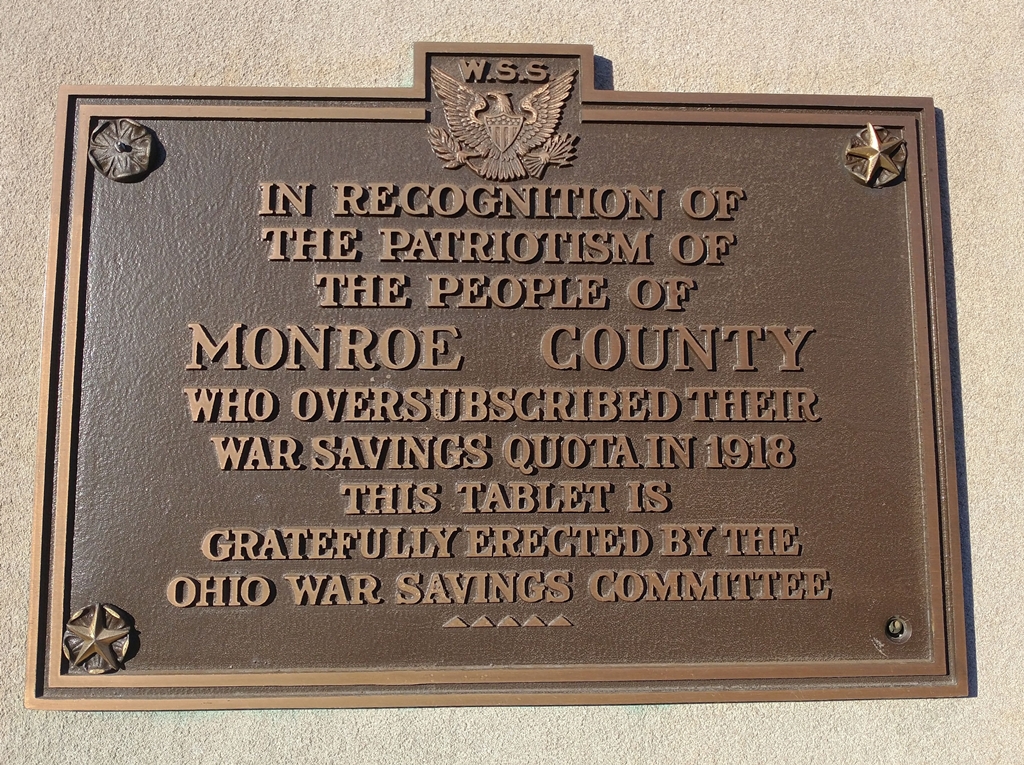 W.S.S
IN RECOGNITION OF
THE PATRIOTISM OF
THE PEOPLE OF
MONROE COUNTY
WHO OVERSUBSCRIBED THEIR
WAR SAVINGS QUOTA IN 1918
THIS TABLET IS
GRATEFULLY ERECTED BY THE
OHIO WAR SAVINGS COMMITTEE